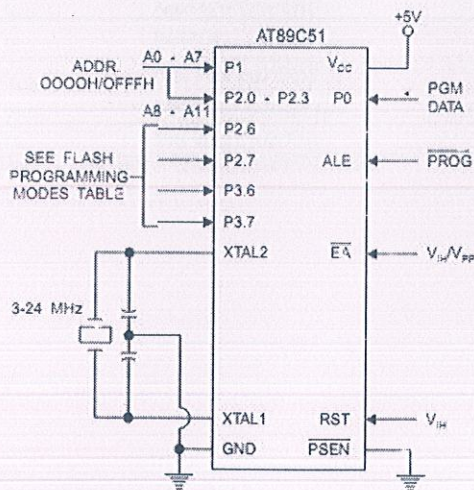 AT89C51
+5V
ADDR.
OOOOH/OFFFH
A0 - A7
A8 - A11
SEE FLASH
PROGRAMMING
MODES TABLE
3-24 MHz
P1
P2.0 - P2.3
P2.6
P2.7
P3.6
P3.7
XTAL2
XTAL1
GND
VCC
P0
ALE
EA
RST
PSEN
PGM
DATA
PROG
VIH/VPP
VIH